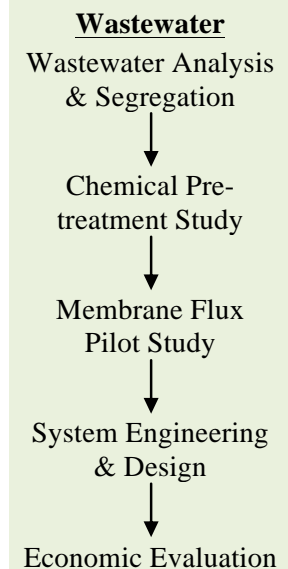 Wastewater
Wastewater Analysis
& Segregation
Chemical Pre-
treatment Study
Membrane Flux
Pilot Study
System Engineering
& Design
Economic Evaluation